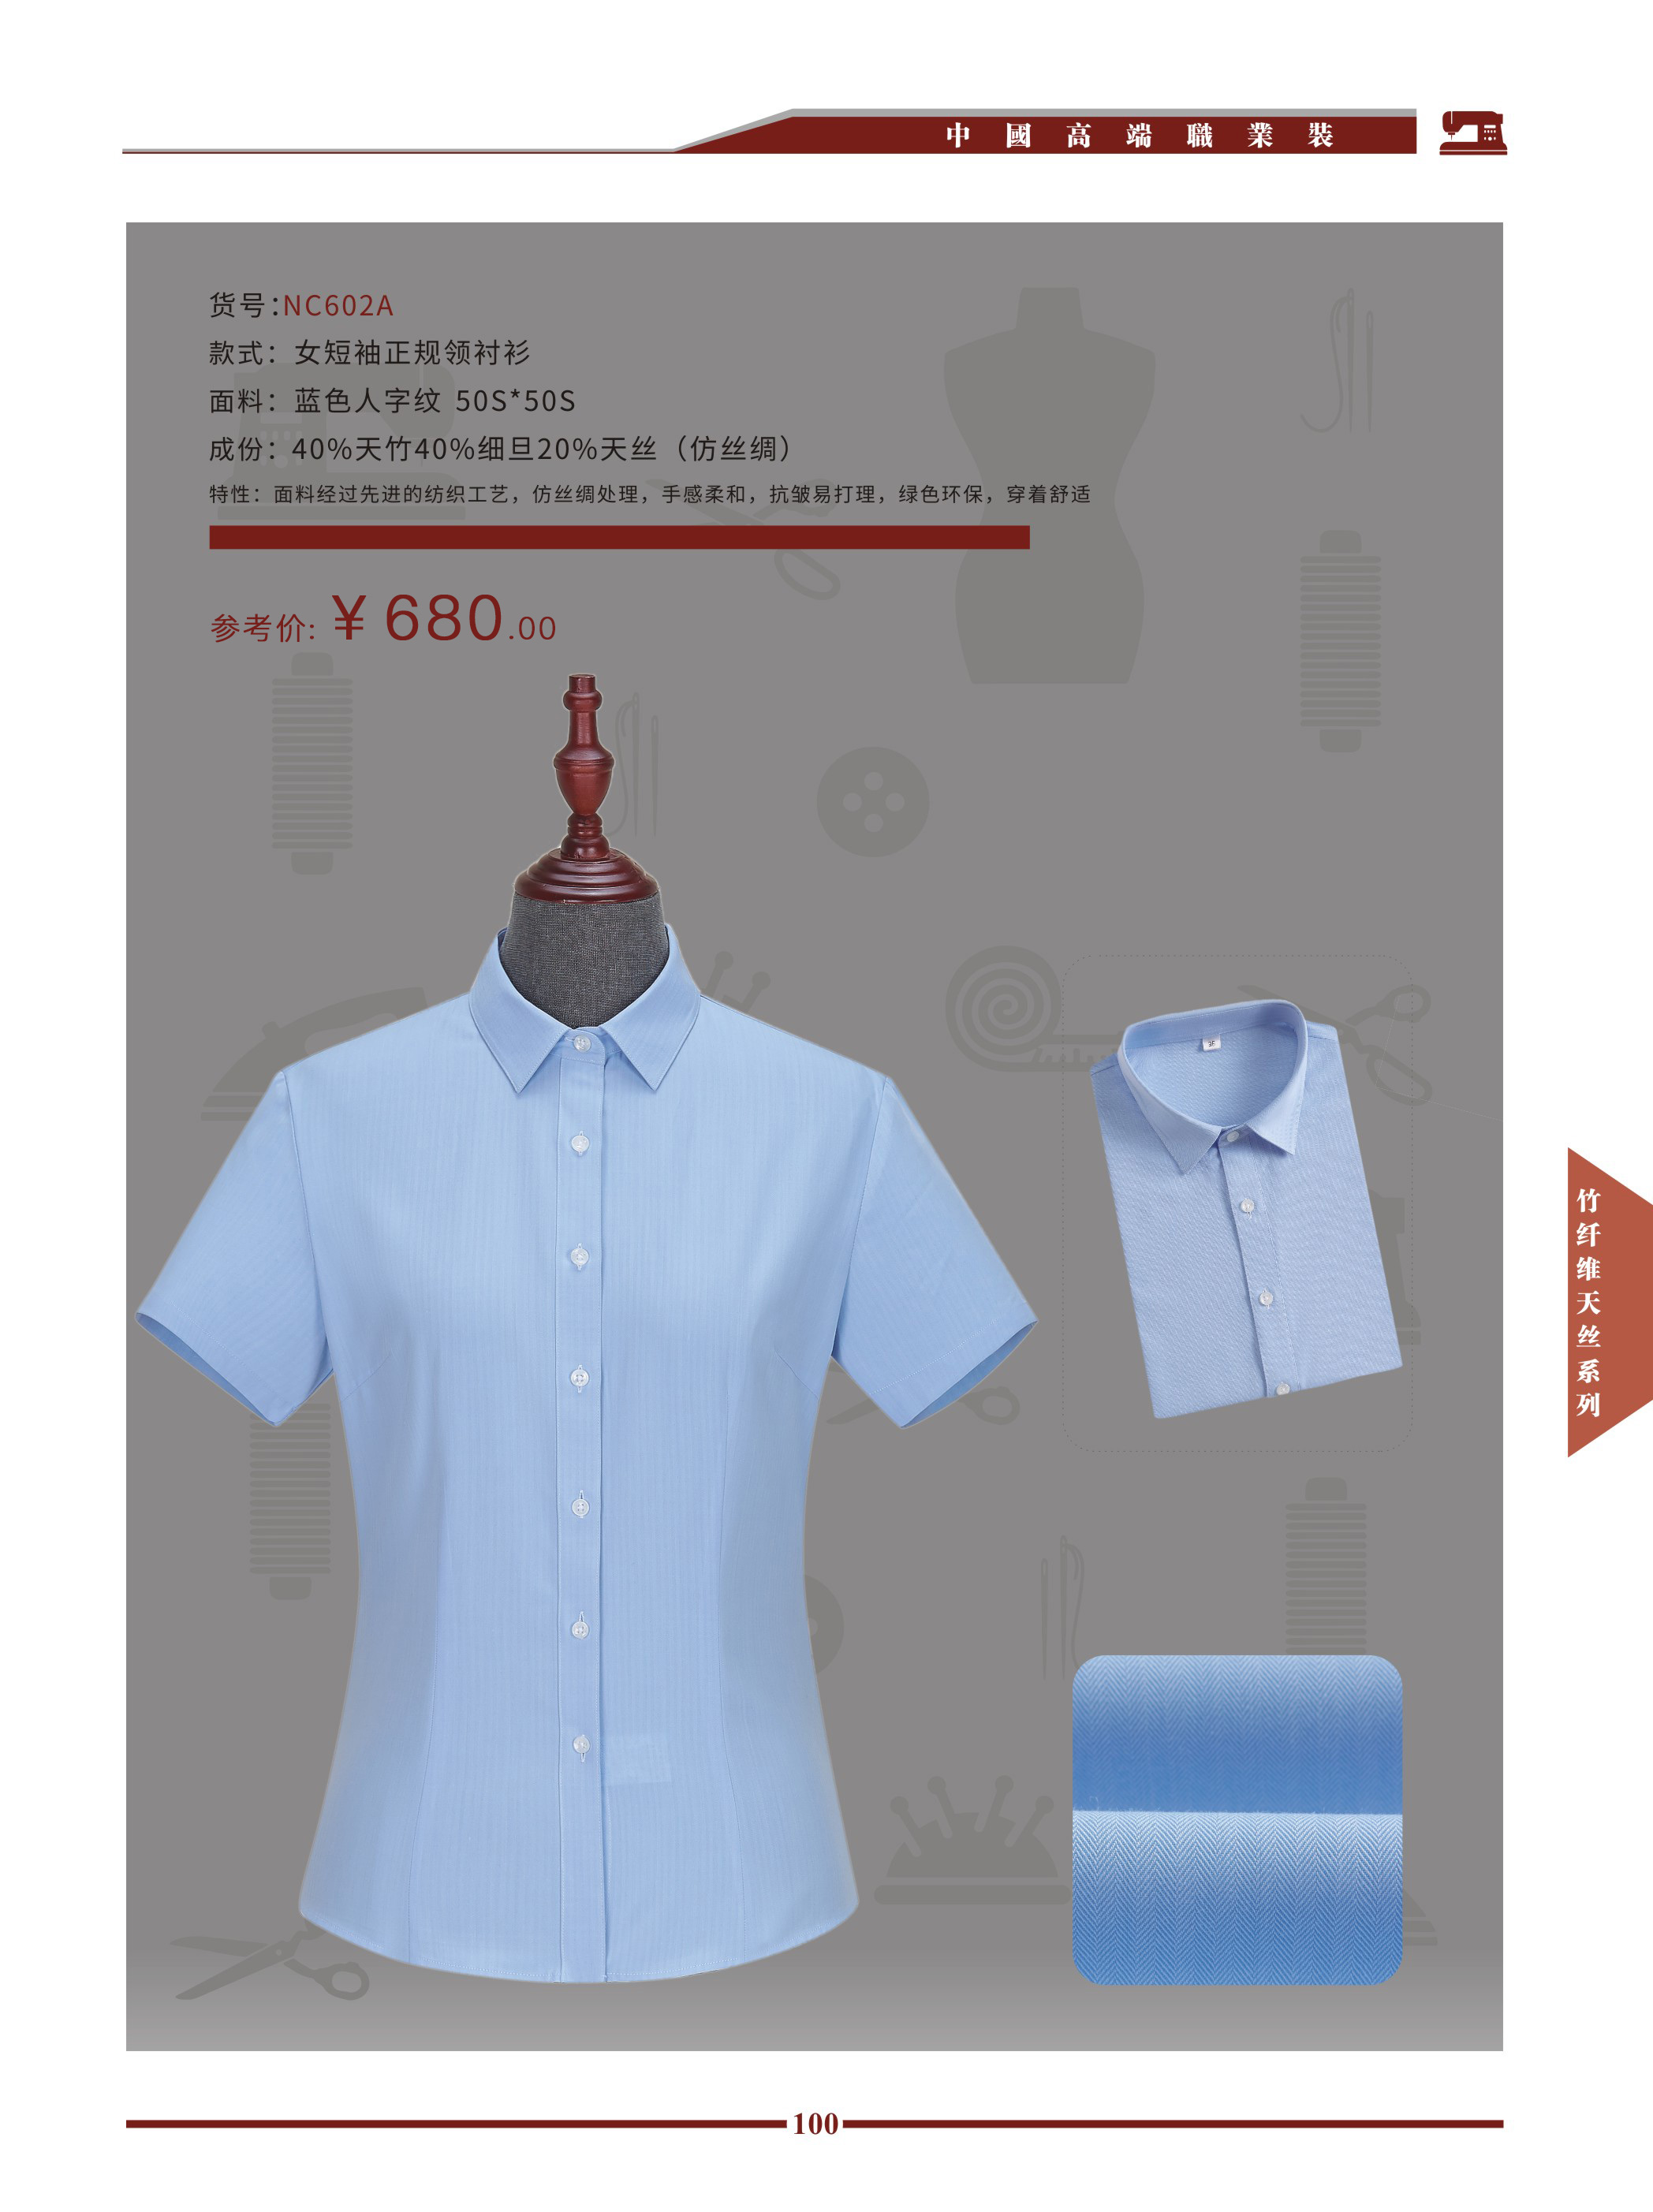 中國高端職業裝
货号:NC602A
款式：女短袖正规领衬衫
面料：蓝色人字纹 50S*50S
成份：40%天竹40%细旦20%天丝（仿丝绸）
特性：面料经过先进的纺织工艺，仿丝绸处理，手感柔和，抗皱易打理，绿色环保，穿着舒适
参考价: ¥ 680.00
竹纤维天丝系列
100